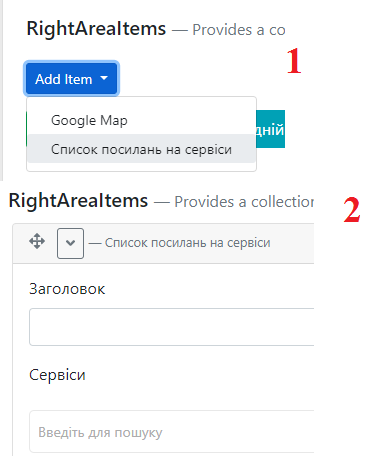 RightAreaItems — Provides a co
1
Add Item
Google Map
дній
Список посилань на сервіси
RightAreaItems — Provides a collection
2
— Список посилань на сервіси
Заголовок
Сервіси
Введіть для пошуку